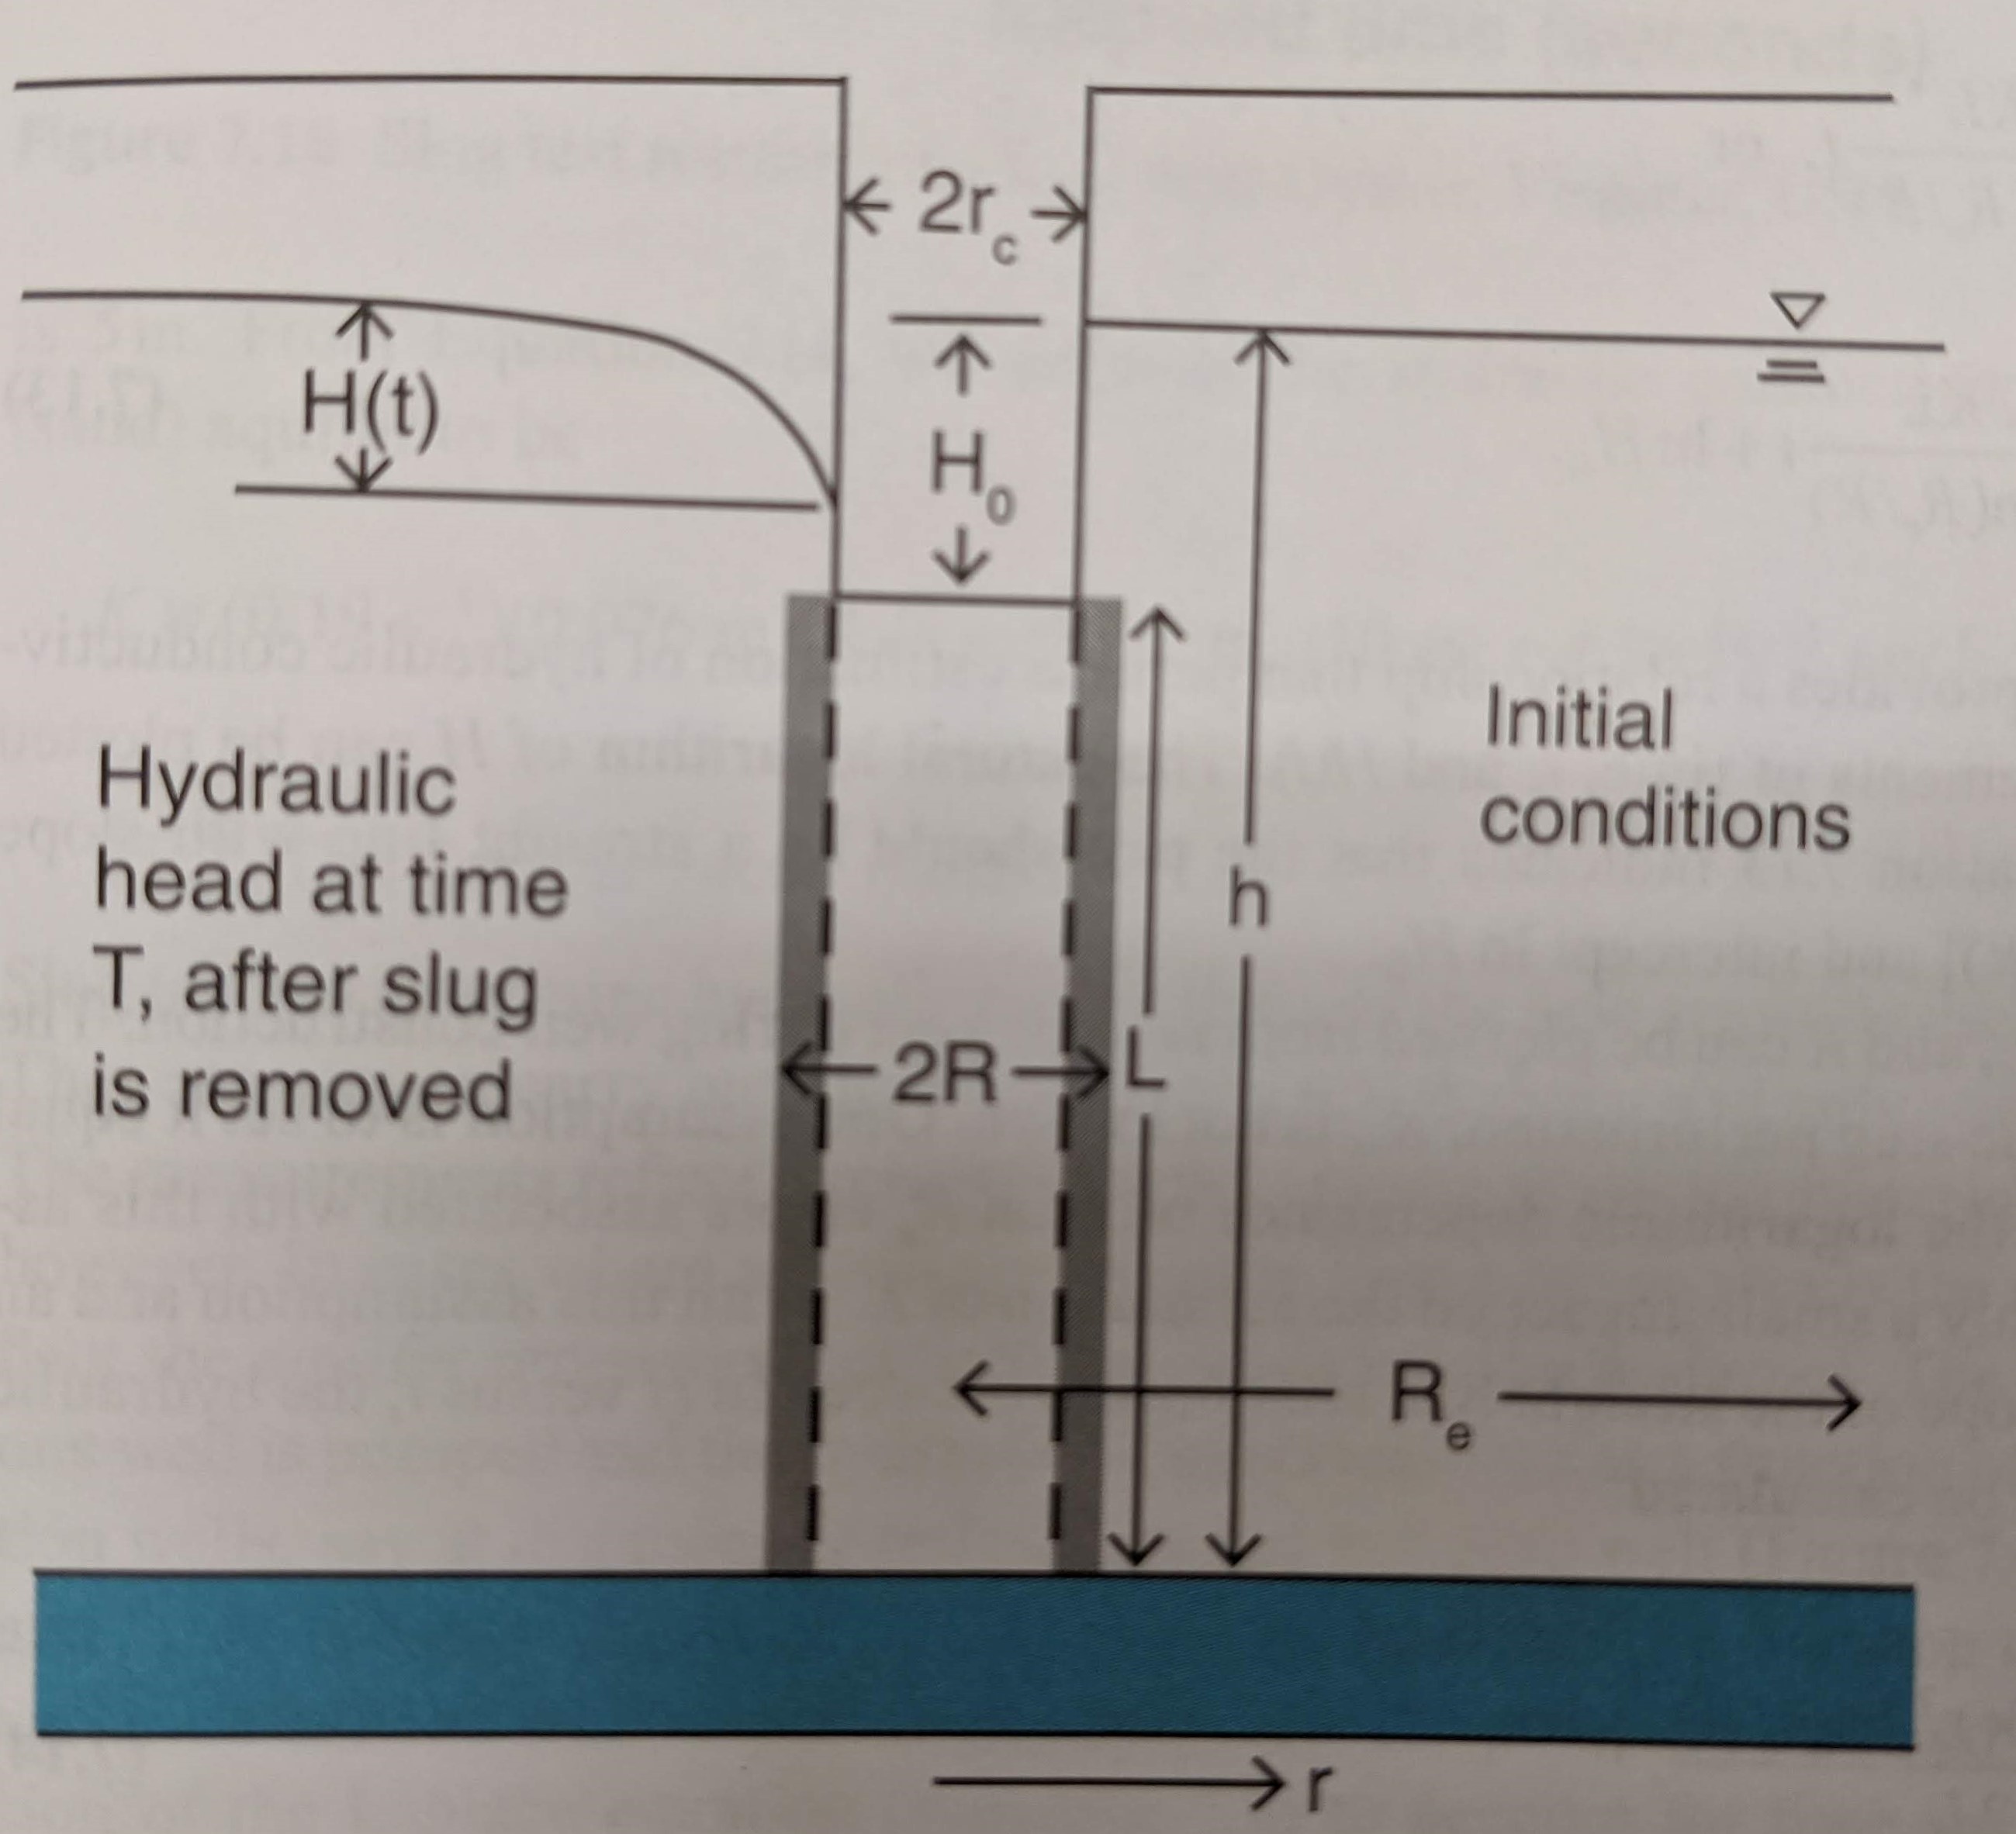 2r_c
H(t)
H_0
Hydraulic
head at time
T, after slug
is removed
Initial
conditions
h
2R
L
R_e
r